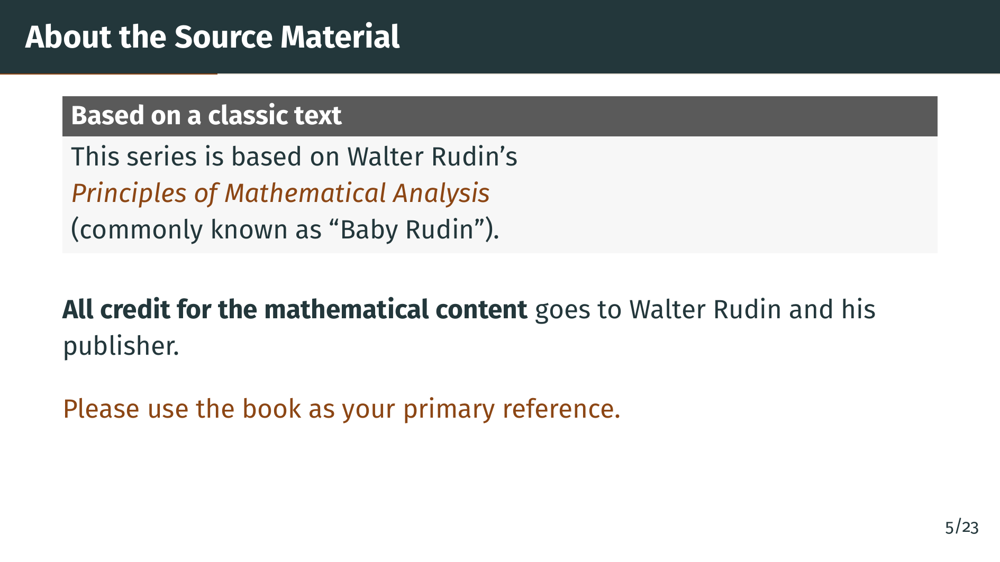 About the Source Material
Based on a classic text
This series is based on Walter Rudin’s
Principles of Mathematical Analysis
(commonly known as “Baby Rudin”).
All credit for the mathematical content goes to Walter Rudin and his
publisher.
Please use the book as your primary reference.
5/23